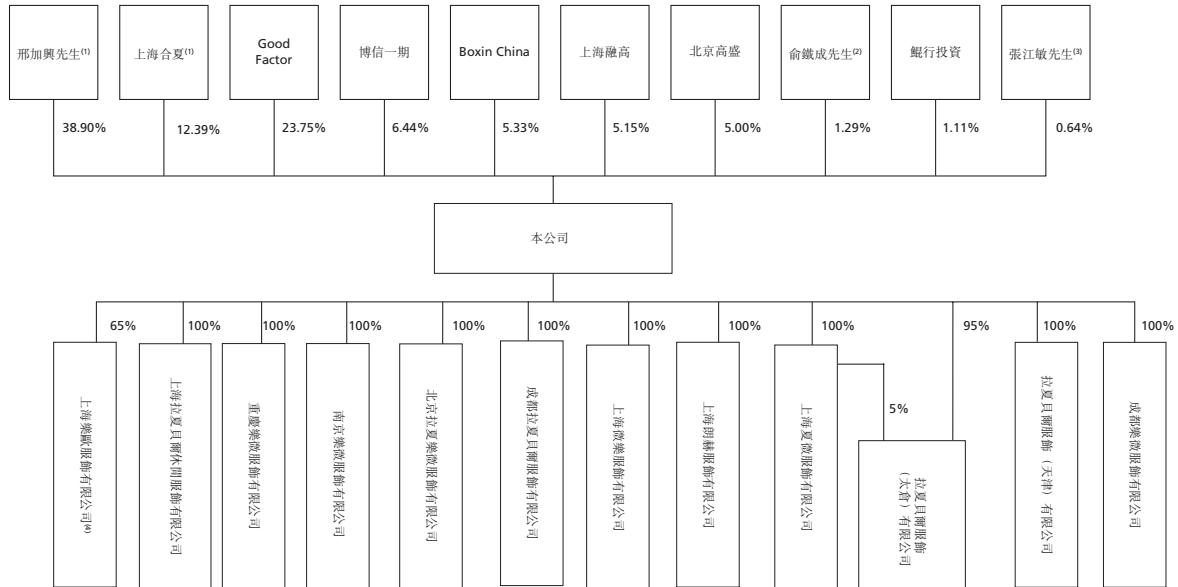 邢加興先生(1)
上海合夏(1)
Good
Factor
博信一期
Boxin China
上海融高
北京高盛
俞鐵成先生(2)
鯤行投資
張江敏先生(3)
38.90%
12.39%
23.75%
6.44%
5.33%
5.15%
5.00%
1.29%
1.11%
0.64%
本公司
65%
100%
100%
100%
100%
100%
100%
100%
100%
95%
100%
100%
5%
上海樂歐服飾有限公司(4)
上海拉夏貝爾休閒服飾有限公司
重慶樂微服飾有限公司
南京樂微服飾有限公司
北京拉夏樂微服飾有限公司
成都拉夏貝爾服飾有限公司
上海微樂服飾有限公司
上海朗赫服飾有限公司
上海夏微服飾有限公司
拉夏貝爾服飾
(太倉)有限公司
拉夏貝爾服飾(天津)有限公司
成都樂微服飾有限公司